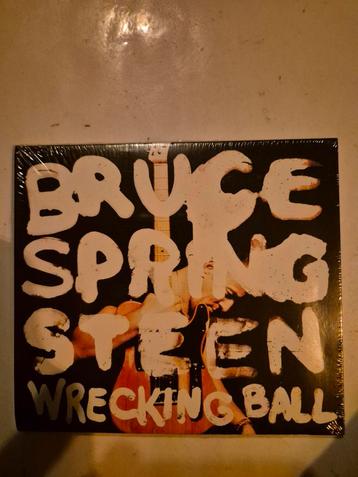 BRUCE
SPRING
STEEN
WRECKING BALL